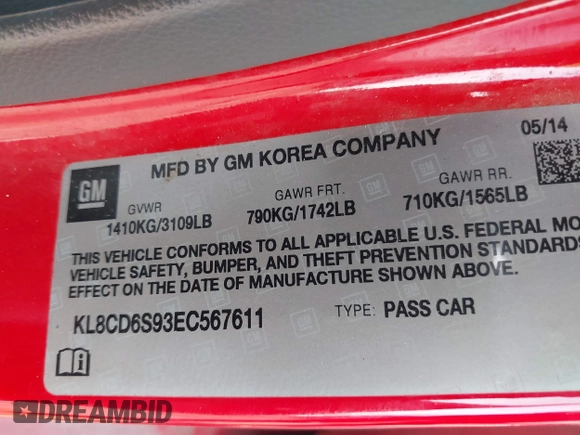 MFD BY GM KOREA COMPANY
05/14
GM
GVWR
1410KG/3109LB
GAWR FRT.
790KG/1742LB
GAWR RR.
710KG/1565LB
THIS VEHICLE CONFORMS TO ALL APPLICABLE U.S. FEDERAL MO
VEHICLE SAFETY, BUMPER, AND THEFT PREVENTION STANDARDS
EFFECT ON THE DATE OF MANUFACTURE SHOWN ABOVE.
KL8CD6S93EC567611
TYPE: PASS CAR
DREAMBID